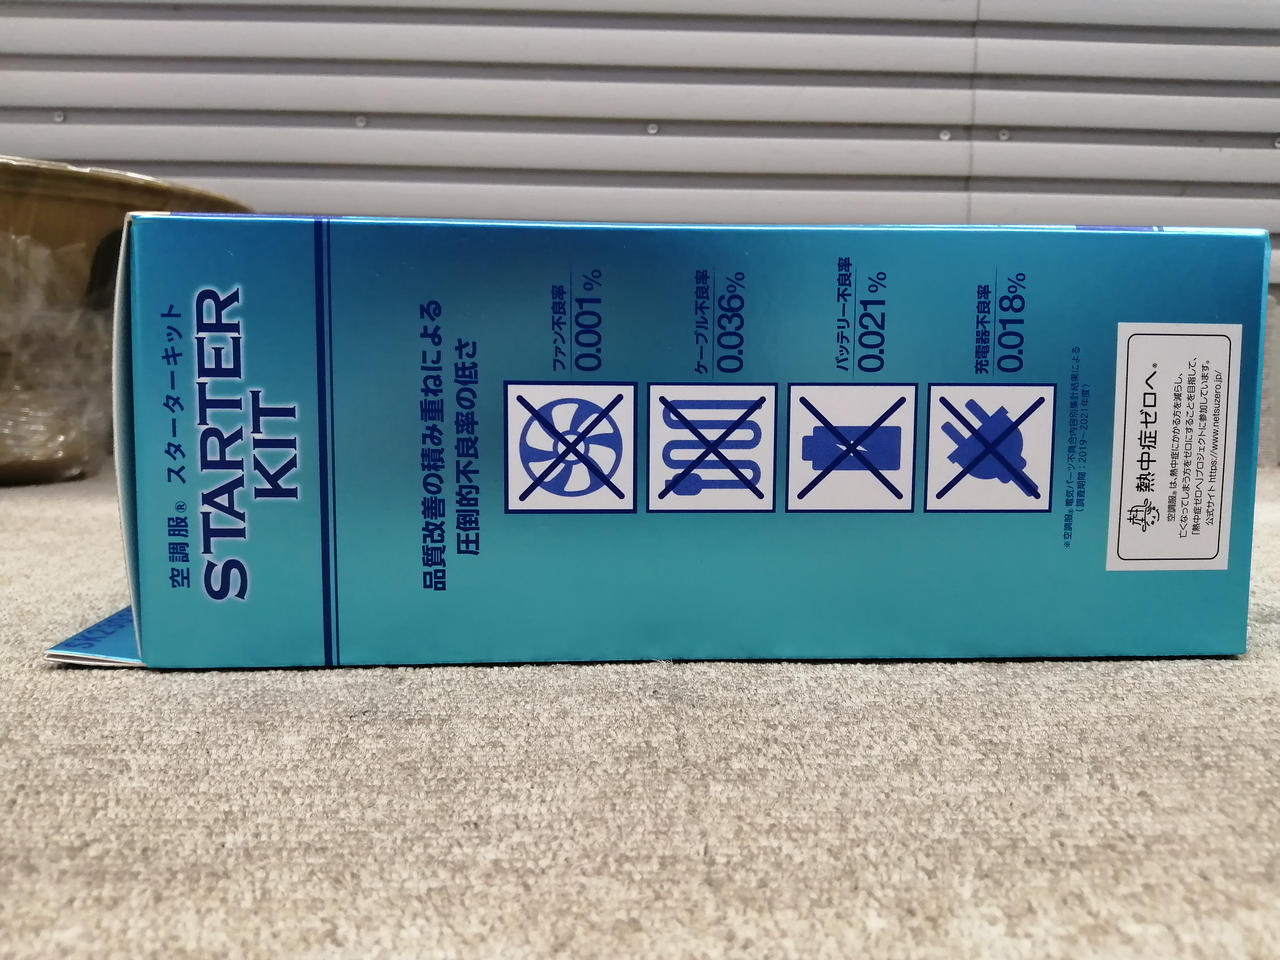 空調服® スターターキット
STARTER
KIT
品質改善の積み重ねによる
圧倒的不良率の低さ
ファン不良率
0.001%
ケーブル不良率
0.036%
バッテリー不良率
0.021%
充電器不良率
0.018%
※空調服®電気パーツ不具合内容別集計結果による
(調査期間:2019〜2021年度)
熱中症ゼロへ®
空調服®は、熱中症にかかる方を減らし、
亡くなってしまう方をゼロにすることを目指して、
「熱中症ゼロへ」プロジェクトに参加しています。
公式サイト https://www.netsuzero.jp/